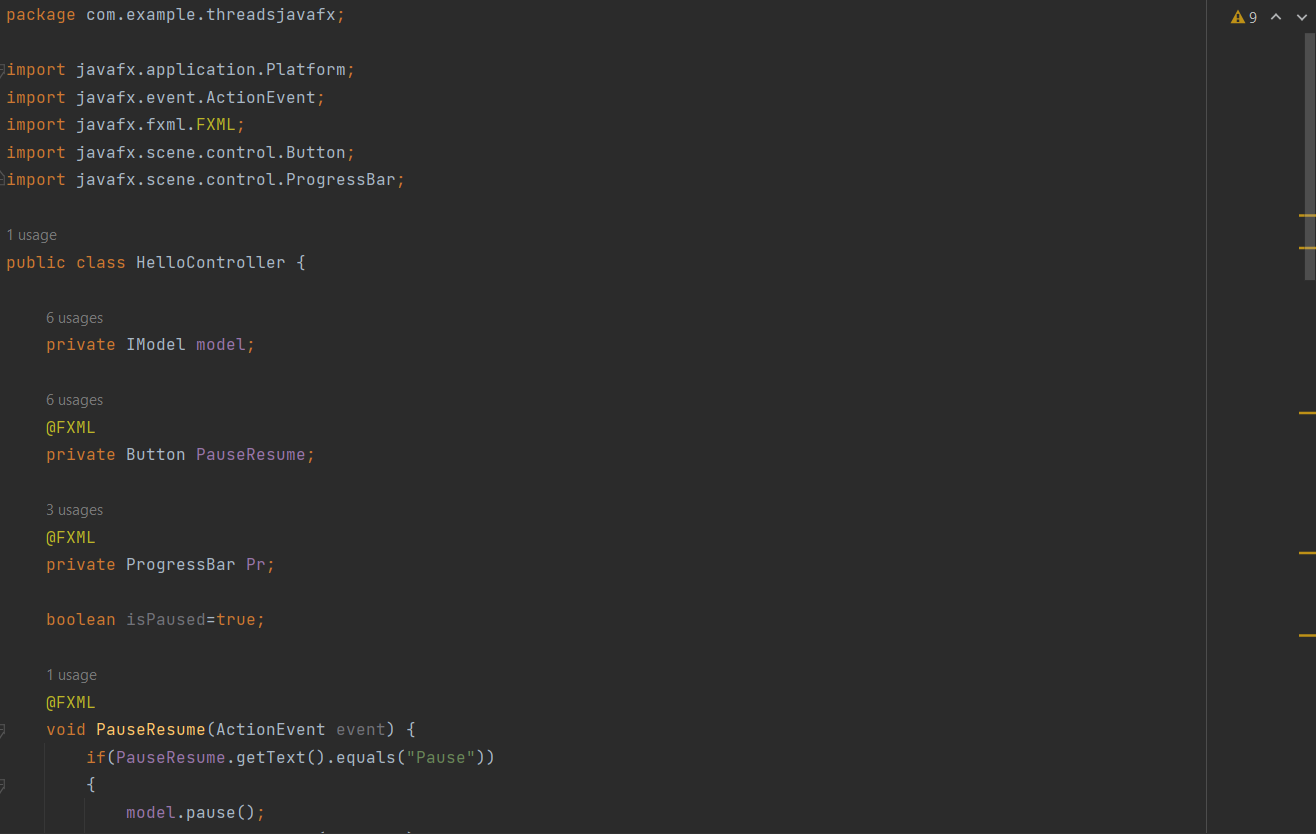 package com.example.threadsjavafx;
9
import javafx.application.Platform;
import javafx.event.ActionEvent;
import javafx.fxml.FXML;
import javafx.scene.control.Button;
import javafx.scene.control.ProgressBar;
1 usage
public class HelloController {
6 usages
private IModel model;
6 usages
@FXML
private Button PauseResume;
3 usages
@FXML
private ProgressBar Pr;
boolean isPaused=true;
1 usage
@FXML
void PauseResume(ActionEvent event) {
if(PauseResume.getText().equals("Pause"))
{
model.pause();